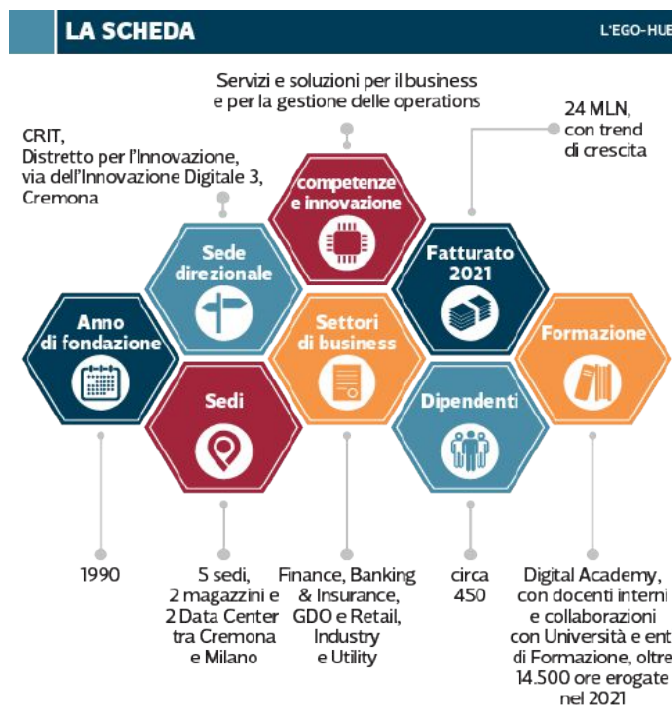 LA SCHEDA
L'EGO-HUB
Servizi e soluzioni per il business
e per la gestione delle operations
24 MLN,
con trend
di crescita
CRIT,
Distretto per l'Innovazione,
via dell'Innovazione Digitale 3,
Cremona
competenze
e innovazione
Sede
direzionale
Fatturato
2021
Anno
di fondazione
Settori
di business
Formazione
Sedi
Dipendenti
1990
5 sedi,
2 magazzini e
2 Data Center
tra Cremona
e Milano
Finance, Banking
& Insurance,
GDO e Retail,
Industry
e Utility
circa
450
Digital Academy,
con docenti interni
e collaborazioni
con Università e ent
di Formazione, oltre
14.500 ore erogate
nel 2021